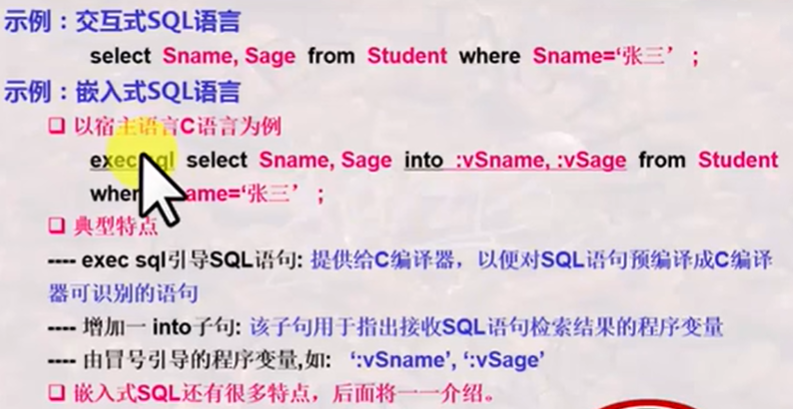 示例：交互式SQL语言
select Sname, Sage from Student where Sname=‘张三’ ;
示例：嵌入式SQL语言
❑ 以宿主语言C语言为例
exec sql select Sname, Sage into :vSname, :vSage from Student
where ame=‘张三’ ;
❑ 典型特点
---- exec sql引导SQL语句: 提供给C编译器，以便对SQL语句预编译成C编译
器可识别的语句
---- 增加一 into子句: 该子句用于指出接收SQL语句检索结果的程序变量
---- 由冒号引导的程序变量,如: ‘:vSname’, ‘:vSage’
❑ 嵌入式SQL还有很多特点，后面将一一介绍。